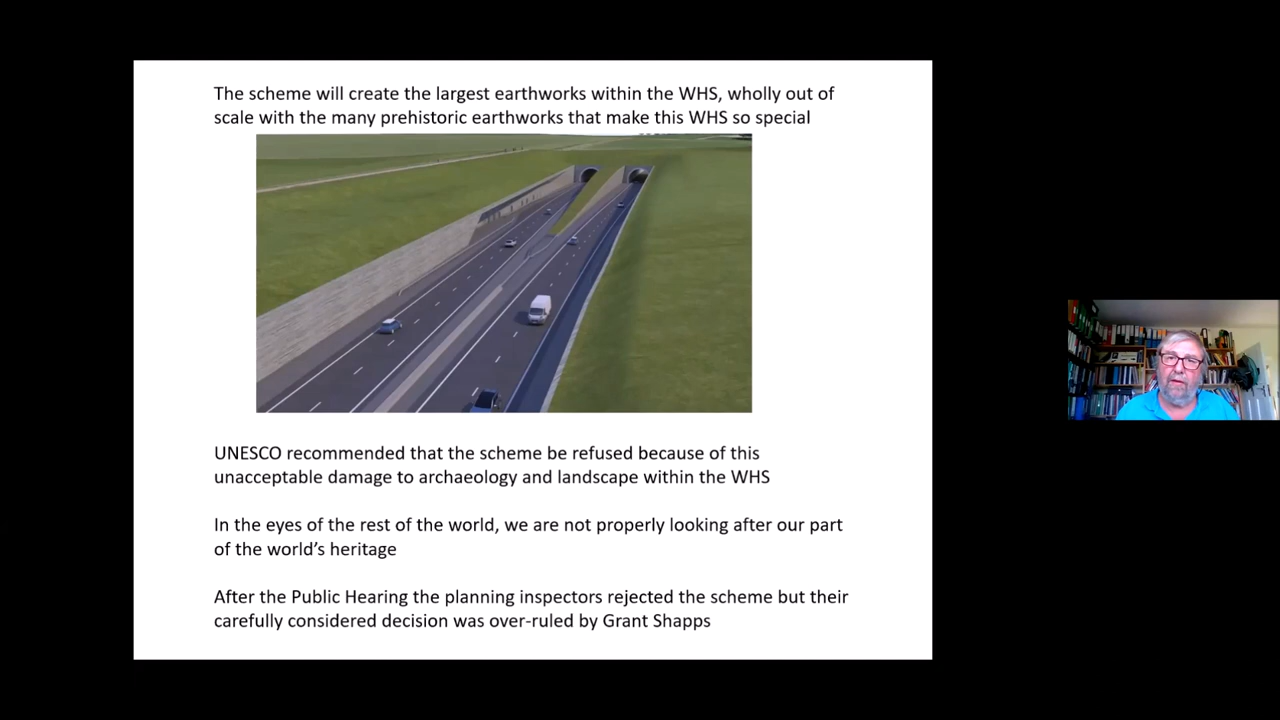 The scheme will create the largest earthworks within the WHS, wholly out of
scale with the many prehistoric earthworks that make this WHS so special
UNESCO recommended that the scheme be refused because of this
unacceptable damage to archaeology and landscape within the WHS
In the eyes of the rest of the world, we are not properly looking after our part
of the world's heritage
After the Public Hearing the planning inspectors rejected the scheme but their
carefully considered decision was over-ruled by Grant Shapps